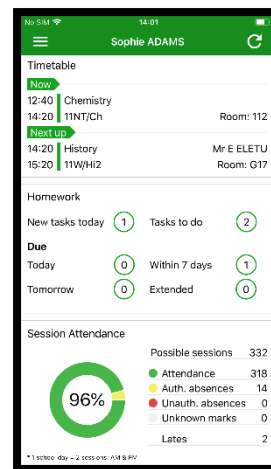 No SIM 14:01
Sophie ADAMS
Timetable
Now
12:40 Chemistry
14:20 11NT/Ch Room: 112
Next up
14:20 History Mr E ELETU
15:20 11W/Hi2 Room: G17
Homework
New tasks today 1 Tasks to do 2
Due
Today 0 Within 7 days 1
Tomorrow 0 Extended 0
Session Attendance
Possible sessions 332
Attendance 318
Auth. absences 14
96%
Unauth. absences 0
Unknown marks 0
Lates 2
* 1 school day = 2 sessions: AM & PM